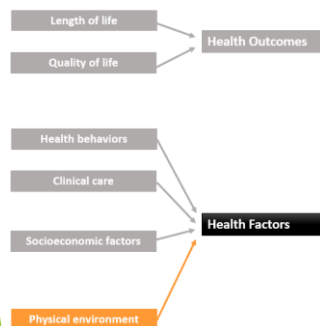 Length of life
Health Outcomes
Quality of life
Health behaviors
Clinical care
Health Factors
Socioeconomic factors
Physical environment